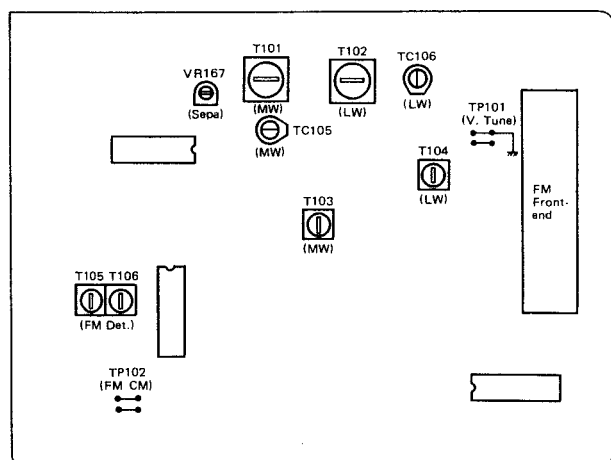 T101
T102
TC106
VR167
(Sepa)
(MW)
(LW)
(LW)
TP101
(V. Tune)
TC105
(MW)
T104
(LW)
FM
Front-
end
T103
(MW)
T105 T106
(FM Det.)
TP102
(FM CM)